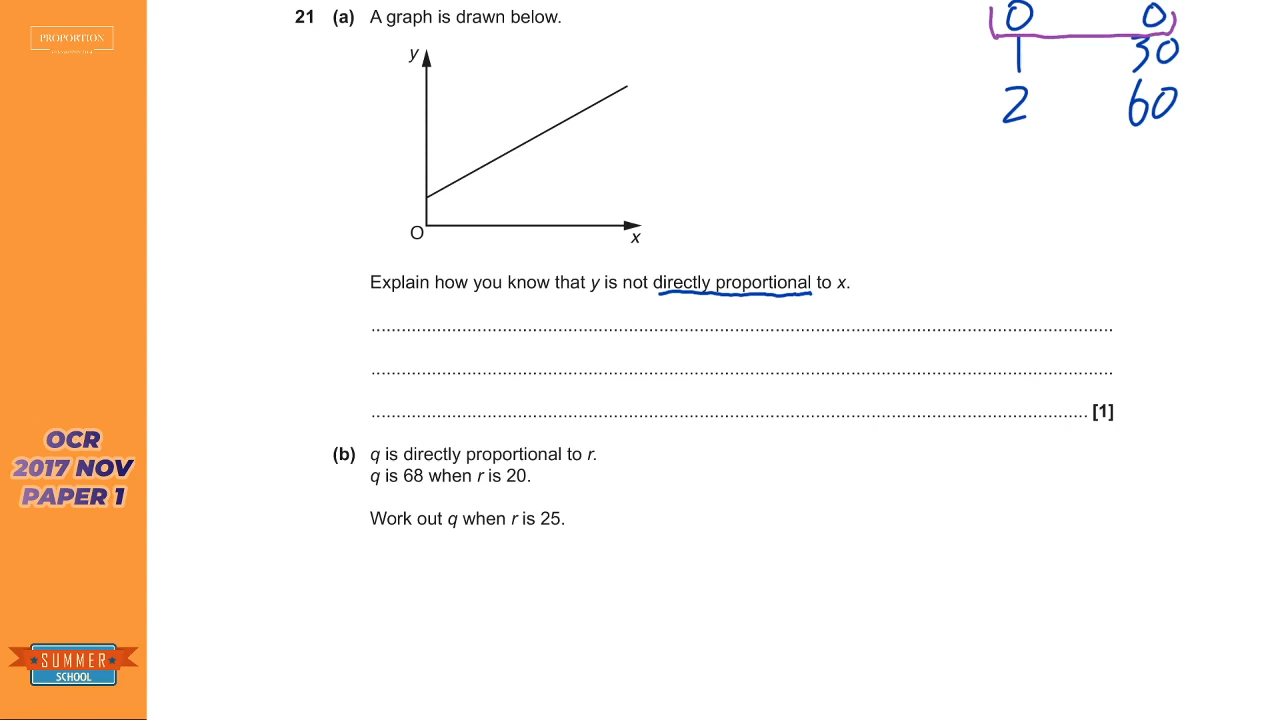 PROPORTION
21 (a) A graph is drawn below.
0 0
1 30
2 60
y
O
x
Explain how you know that y is not directly proportional to x.
[1]
(b) q is directly proportional to r.
q is 68 when r is 20.
Work out q when r is 25.
OCR
2017 NOV
PAPER 1
SUMMER
SCHOOL